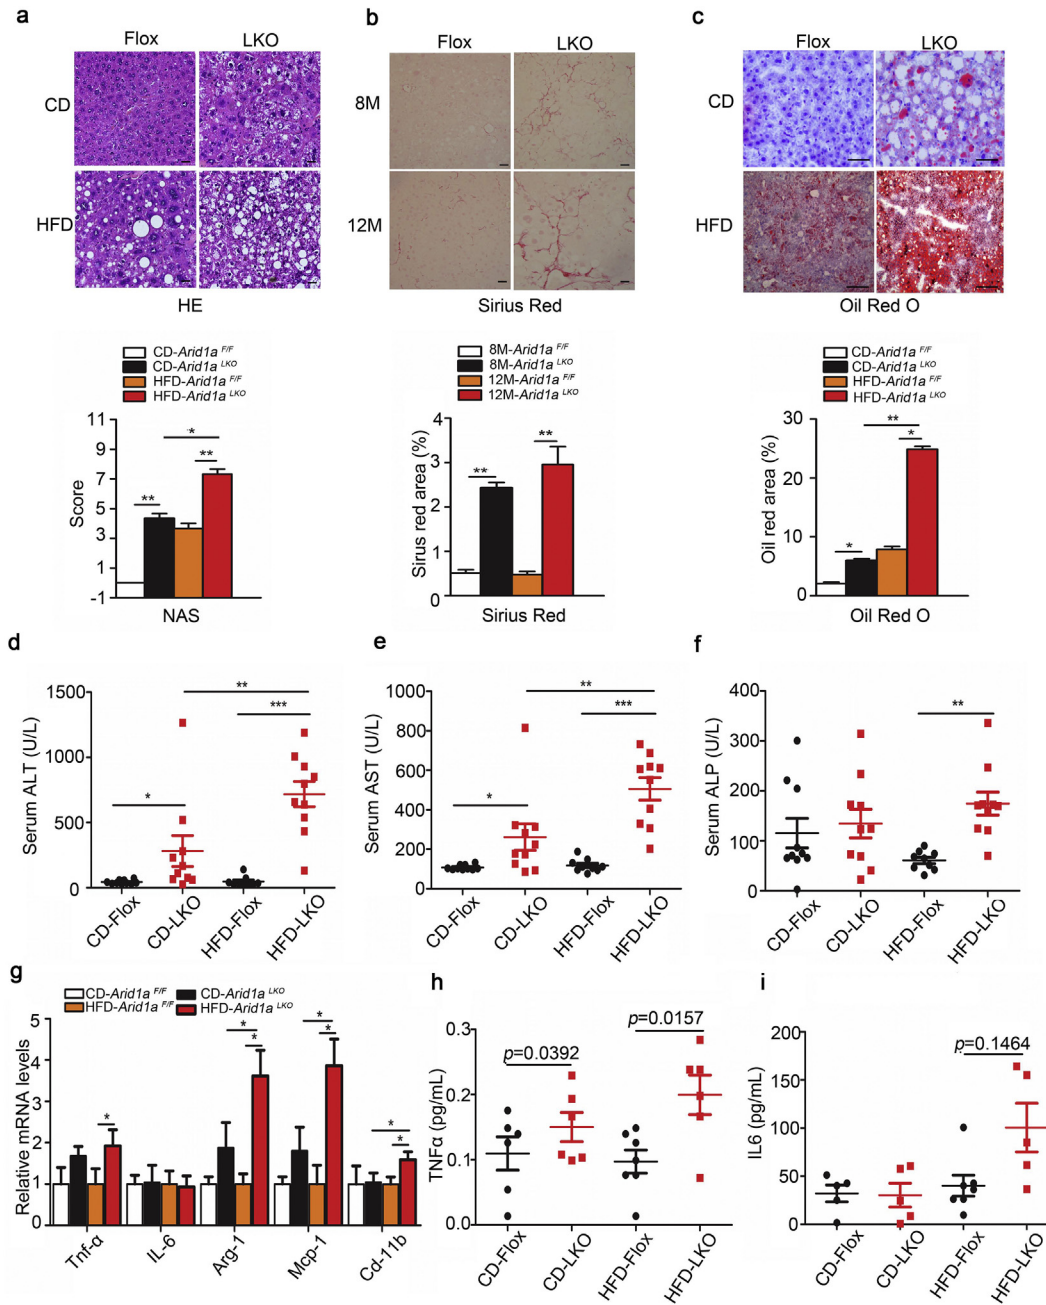 a
Flox LKO
CD
HFD
HE
CD-Arid1a F/F
CD-Arid1a LKO
HFD-Arid1a F/F
HFD-Arid1a LKO
Score
11
9
7
5
3
1
-1
*
**
**
NAS
b
Flox LKO
8M
12M
Sirius Red
8M-Arid1a F/F
8M-Arid1a LKO
12M-Arid1a F/F
12M-Arid1a LKO
Sirus red area (%)
4
3
2
1
0
**
**
Sirius Red
c
Flox LKO
CD
HFD
Oil Red O
CD-Arid1a F/F
CD-Arid1a LKO
HFD-Arid1a F/F
HFD-Arid1a LKO
Oil red area (%)
30
20
10
0
**
*
*
Oil Red O
d
Serum ALT (U/L)
1500
1000
500
0
**
***
*
CD-Flox CD-LKO HFD-Flox HFD-LKO
e
Serum AST (U/L)
1000
800
600
400
200
0
**
***
*
CD-Flox CD-LKO HFD-Flox HFD-LKO
f
Serum ALP (U/L)
400
300
200
100
0
**
CD-Flox CD-LKO HFD-Flox HFD-LKO
g
CD-Arid1a F/F CD-Arid1a LKO
HFD-Arid1a F/F HFD-Arid1a LKO
Relative mRNA levels
5
4
3
2
1
0
*
*
*
*
*
*
*
Tnf-α IL-6 Arg-1 Mcp-1 Cd-11b
h
TNFα (pg/mL)
0.3
0.2
0.1
0.0
p=0.0392
p=0.0157
CD-Flox CD-LKO HFD-Flox HFD-LKO
i
IL6 (pg/mL)
200
150
100
50
0
p=0.1464
CD-Flox CD-LKO HFD-Flox HFD-LKO